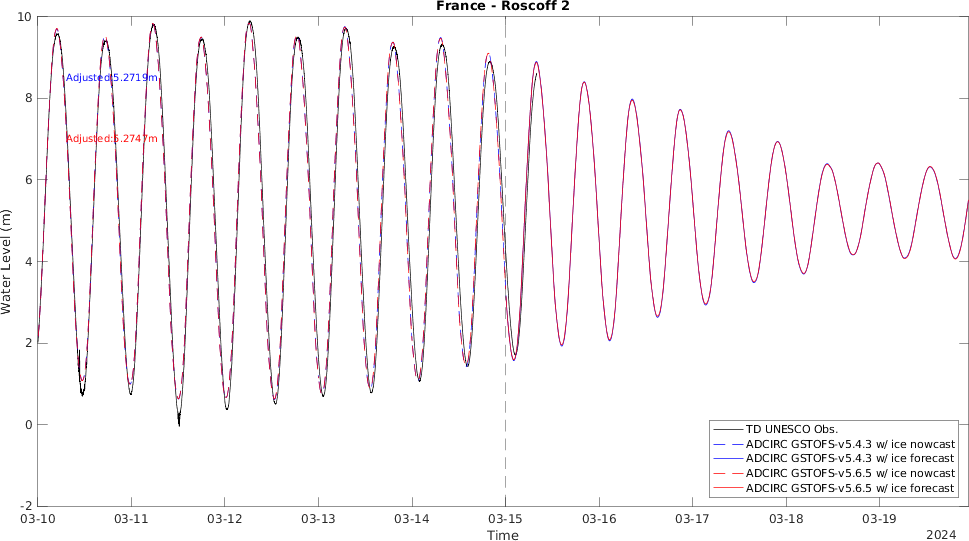 France - Roscoff 2
Water Level (m)
10
8
6
4
2
0
-2
Adjusted:5.2719m
Adjusted:5.2747m
TD UNESCO Obs.
ADCIRC GSTOFS-v5.4.3 w/ ice nowcast
ADCIRC GSTOFS-v5.4.3 w/ ice forecast
ADCIRC GSTOFS-v5.6.5 w/ ice nowcast
ADCIRC GSTOFS-v5.6.5 w/ ice forecast
03-10 03-11 03-12 03-13 03-14 03-15 03-16 03-17 03-18 03-19
Time
2024